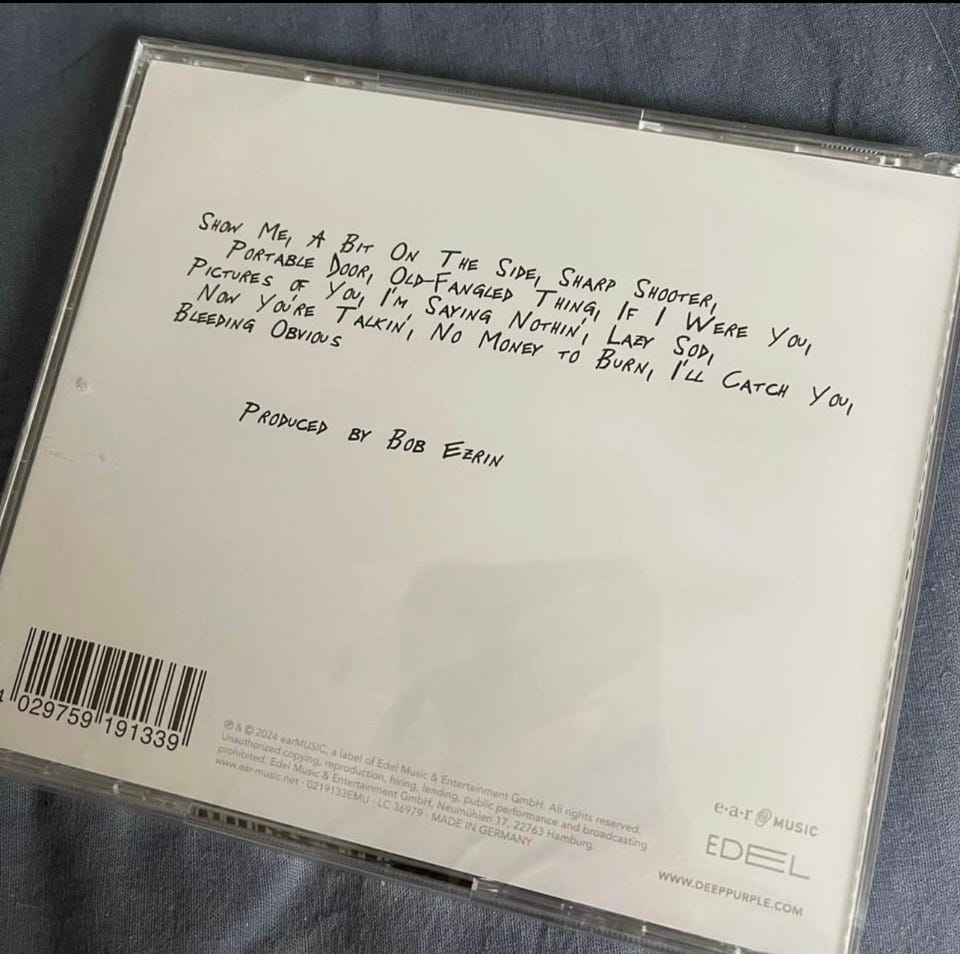 SHOW ME, A BIT ON THE SIDE, SHARP SHOOTER,
PORTABLE DOOR, OLD-FANGLED THING, IF I WERE YOU,
PICTURES OF YOU, I'M SAYING NOTHIN', LAZY SOD,
NOW YOU'RE TALKIN', NO MONEY TO BURN, I'LL CATCH YOU,
BLEEDING OBVIOUS
PRODUCED BY BOB EZRIN
4 029759 191339
℗ & © 2024 earMUSIC, a label of Edel Music & Entertainment GmbH. All rights reserved.
Unauthorized copying, reproduction, hiring, lending, public performance and broadcasting
prohibited. Edel Music & Entertainment GmbH, Neumühlen 17, 22763 Hamburg.
www.ear-music.net · 0219133EMU · LC 36979 · MADE IN GERMANY
e·a·r @ MUSIC
EDEL
WWW.DEEPPURPLE.COM